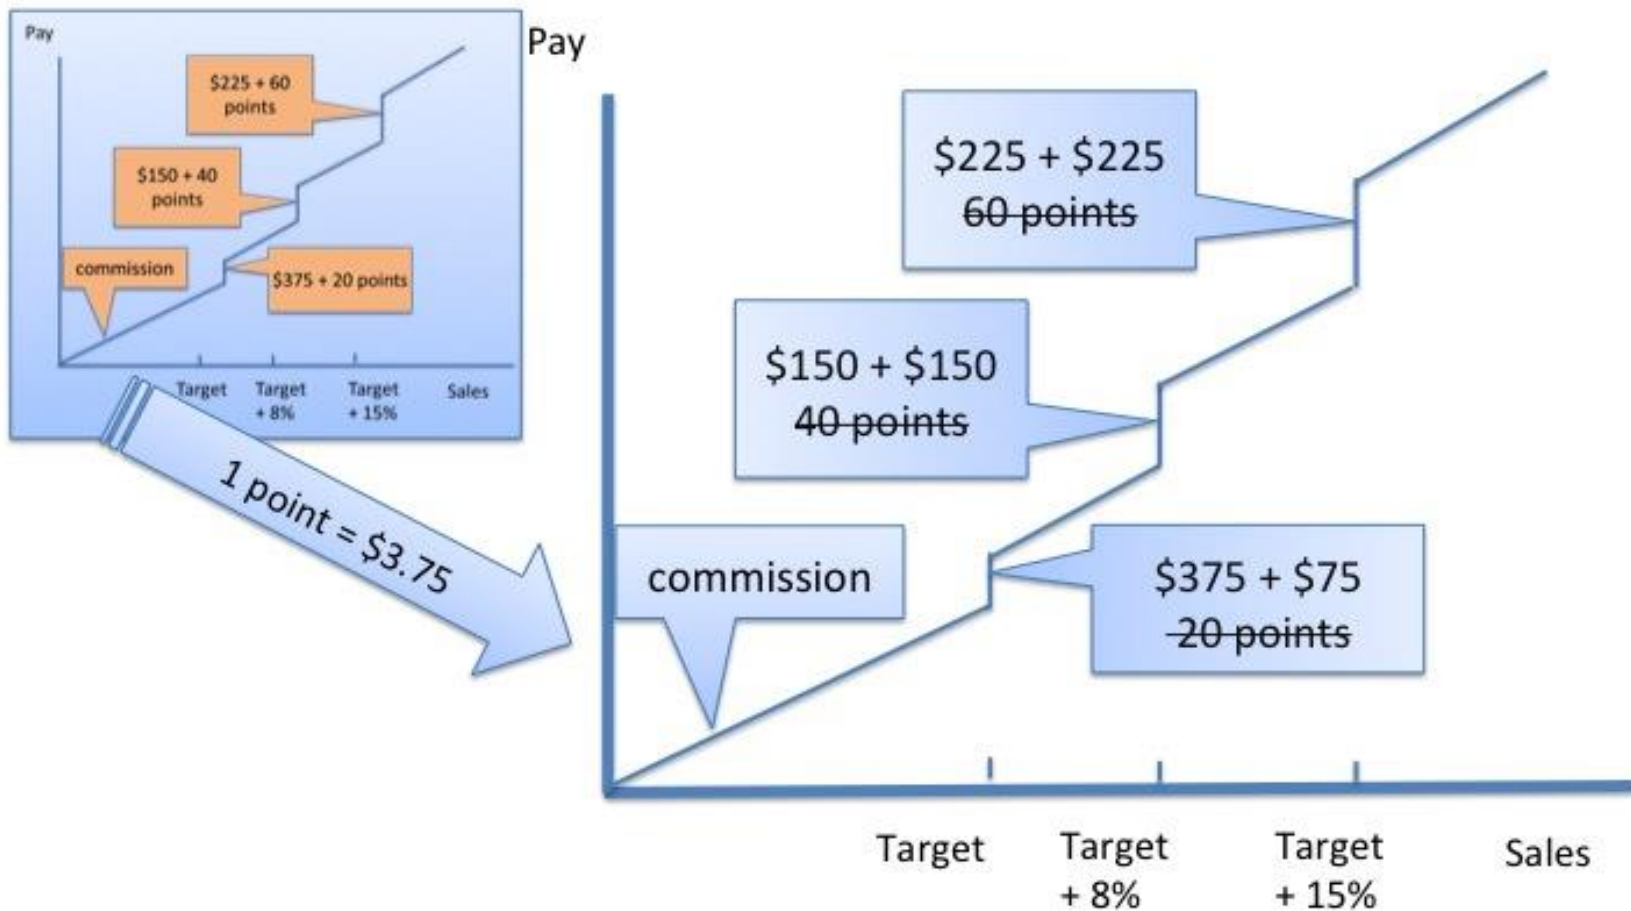 Pay
$225 + 60
points
$150 + 40
points
commission
$375 + 20 points
Target
Target
+ 8%
Target
+ 15%
Sales
1 point = $3.75
Pay
$225 + $225
60 points
$150 + $150
40 points
commission
$375 + $75
20 points
Target
Target
+ 8%
Target
+ 15%
Sales